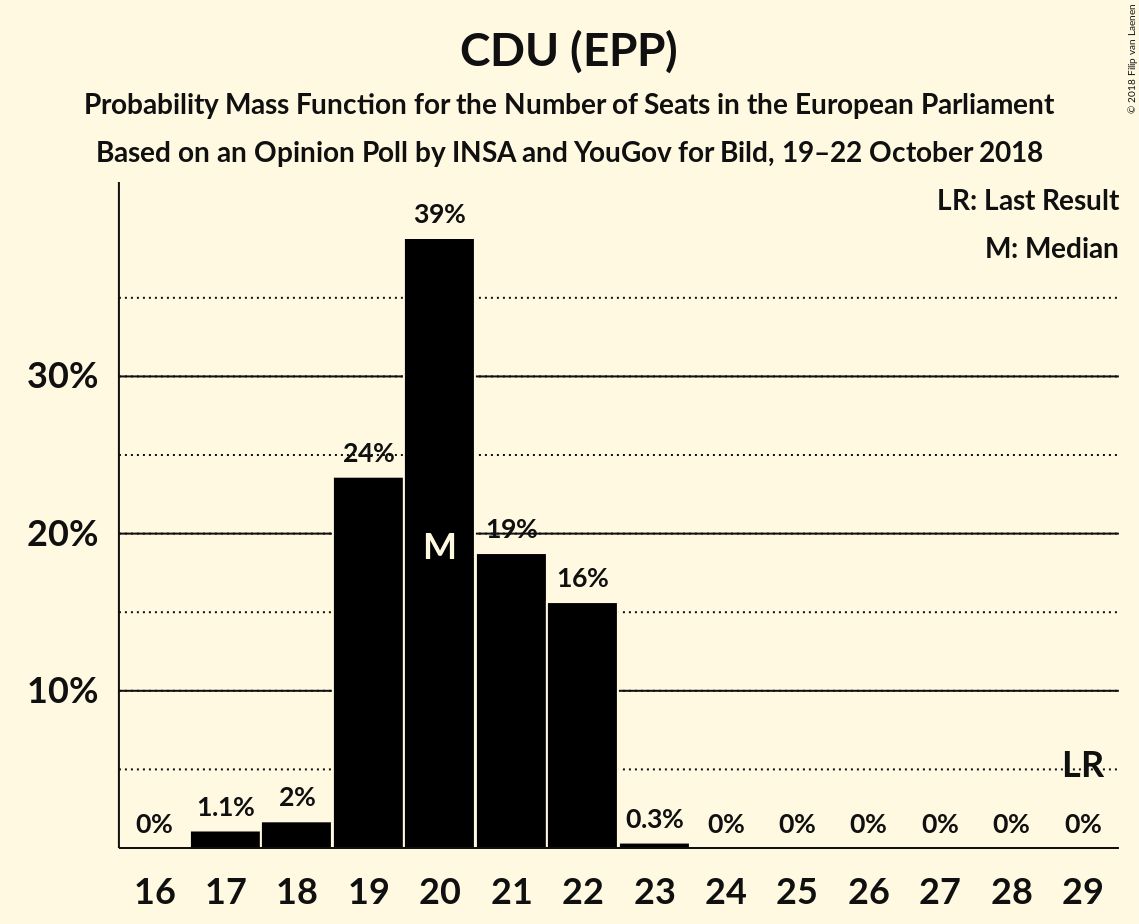 CDU (EPP)
Probability Mass Function for the Number of Seats in the European Parliament
Based on an Opinion Poll by INSA and YouGov for Bild, 19–22 October 2018
© 2018 Filip van Laenen
LR: Last Result
M: Median
39%
30%
24%
20%
19%
M
16%
10%
LR
0%
1.1%
2%
0.3%
0%
0%
0%
0%
0%
0%
16 17 18 19 20 21 22 23 24 25 26 27 28 29